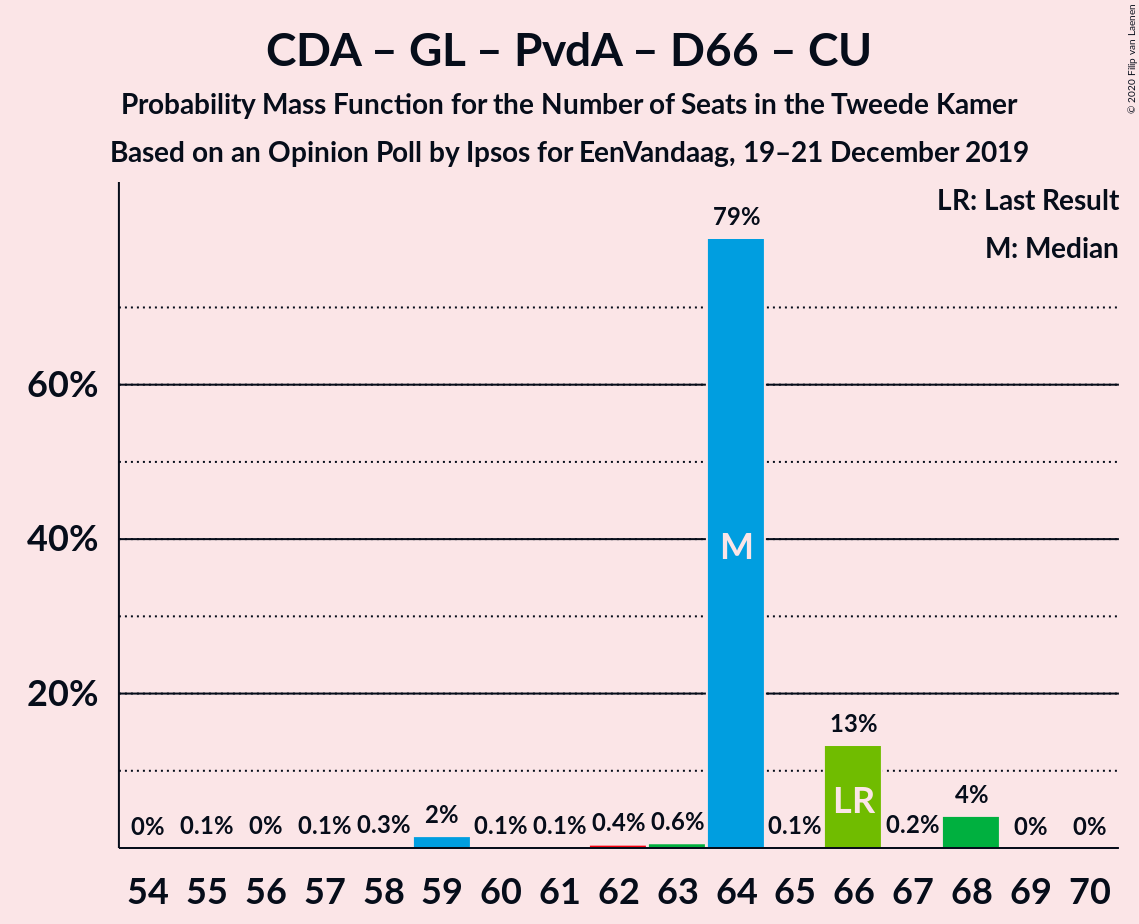 CDA – GL – PvdA – D66 – CU
Probability Mass Function for the Number of Seats in the Tweede Kamer
Based on an Opinion Poll by Ipsos for EenVandaag, 19–21 December 2019
© 2020 Filip van Laenen
LR: Last Result
M: Median
60%
40%
20%
0% 0.1% 0% 0.1% 0.3% 2% 0.1% 0.1% 0.4% 0.6% 79% 0.1% 13% 0.2% 4% 0% 0%
M
LR
54 55 56 57 58 59 60 61 62 63 64 65 66 67 68 69 70